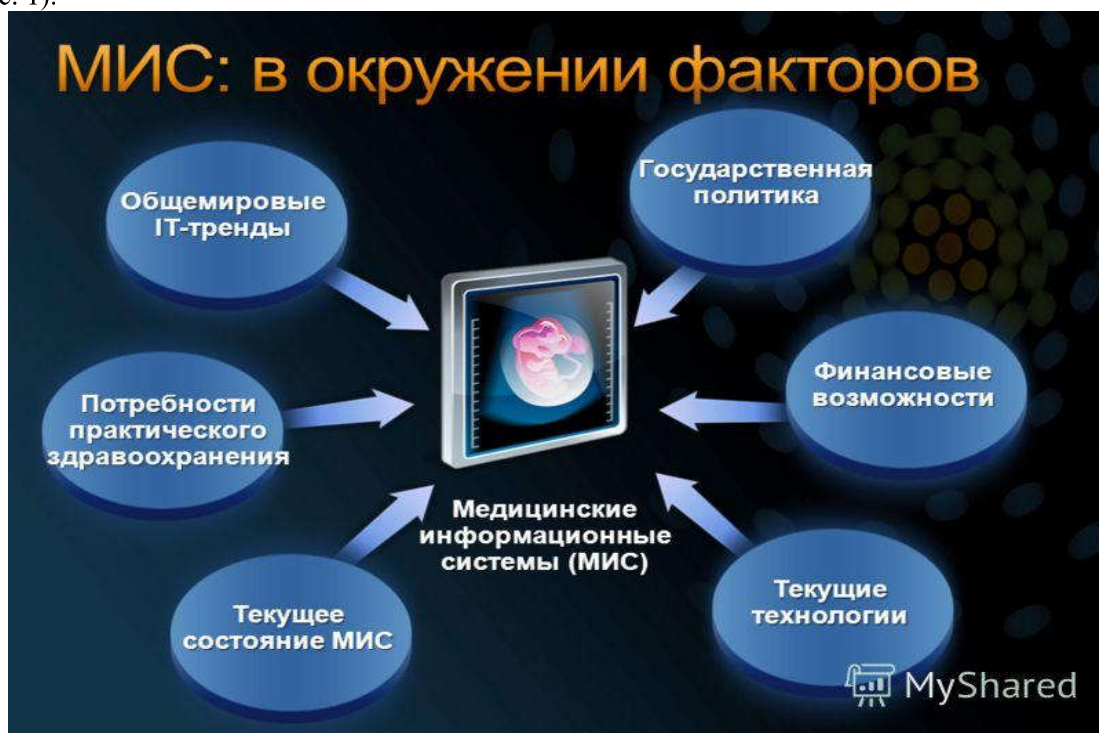 с. 1).
МИС: в окружении факторов
Общемировые
IT-тренды
Государственная
политика
Потребности
практического
здравоохранения
Финансовые
возможности
Медицинские
информационные
системы (МИС)
Текущее
состояние МИС
Текущие
технологии
MyShared